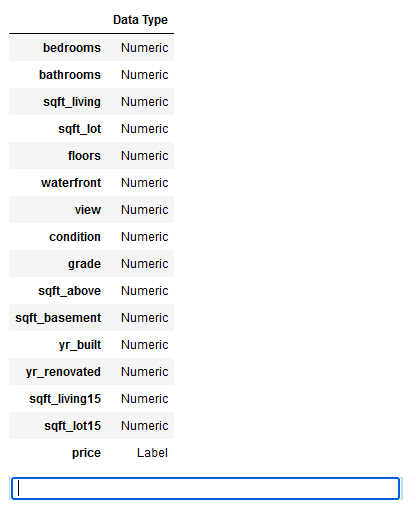 Data Type
bedrooms Numeric
bathrooms Numeric
sqft_living Numeric
sqft_lot Numeric
floors Numeric
waterfront Numeric
view Numeric
condition Numeric
grade Numeric
sqft_above Numeric
sqft_basement Numeric
yr_built Numeric
yr_renovated Numeric
sqft_living15 Numeric
sqft_lot15 Numeric
price Label